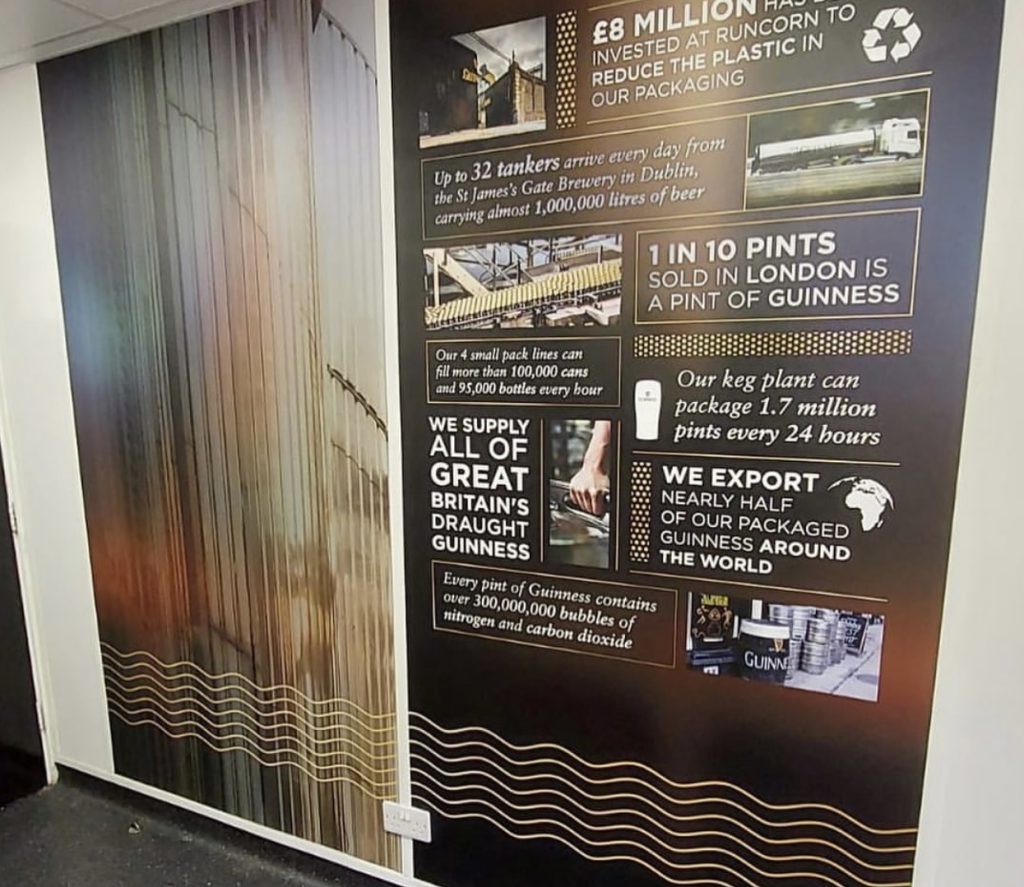 £8 MILLION HAS
INVESTED AT RUNCORN TO
REDUCE THE PLASTIC IN
OUR PACKAGING
Up to 32 tankers arrive every day from
the St James's Gate Brewery in Dublin,
carrying almost 1,000,000 litres of beer
1 IN 10 PINTS
SOLD IN LONDON IS
A PINT OF GUINNESS
Our 4 small pack lines can
fill more than 100,000 cans
and 95,000 bottles every hour
Our keg plant can
package 1.7 million
pints every 24 hours
WE SUPPLY
ALL OF
GREAT
BRITAIN'S
DRAUGHT
GUINNESS
WE EXPORT
NEARLY HALF
OF OUR PACKAGED
GUINNESS AROUND
THE WORLD
Every pint of Guinness contains
over 300,000,000 bubbles of
nitrogen and carbon dioxide
GUINNE